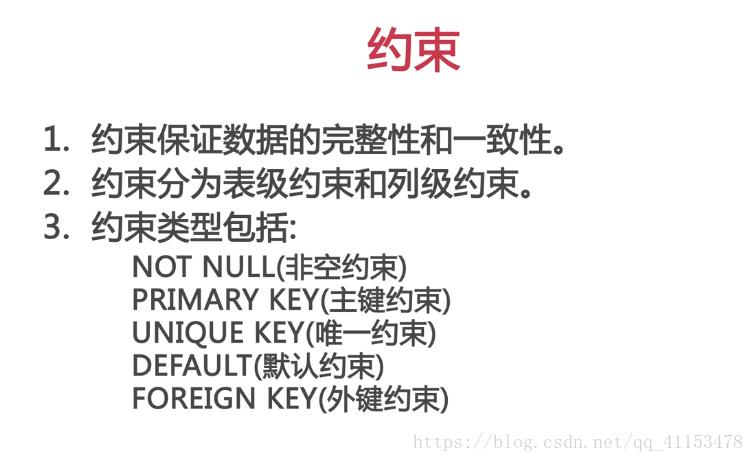 约束
1. 约束保证数据的完整性和一致性。
2. 约束分为表级约束和列级约束。
3. 约束类型包括:
NOT NULL(非空约束)
PRIMARY KEY(主键约束)
UNIQUE KEY(唯一约束)
DEFAULT(默认约束)
FOREIGN KEY(外键约束)
https://blog.csdn.net/qq_41153478